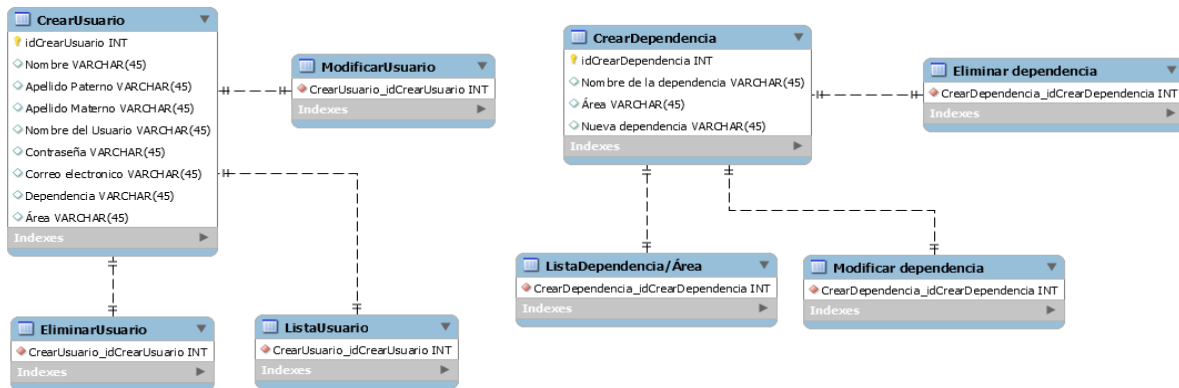 CrearUsuario
idCrearUsuario INT
Nombre VARCHAR(45)
Apellido Paterno VARCHAR(45)
Apellido Materno VARCHAR(45)
Nombre del Usuario VARCHAR(45)
Contraseña VARCHAR(45)
Correo electronico VARCHAR(45)
Dependencia VARCHAR(45)
Área VARCHAR(45)
Indexes
ModificarUsuario
CrearUsuario_idCrearUsuario INT
Indexes
EliminarUsuario
CrearUsuario_idCrearUsuario INT
Indexes
ListaUsuario
CrearUsuario_idCrearUsuario INT
Indexes
CrearDependencia
idCrearDependencia INT
Nombre de la dependencia VARCHAR(45)
Área VARCHAR(45)
Nueva dependencia VARCHAR(45)
Indexes
Eliminar dependencia
CrearDependencia_idCrearDependencia INT
Indexes
ListaDependencia/Área
CrearDependencia_idCrearDependencia INT
Indexes
Modificar dependencia
CrearDependencia_idCrearDependencia INT
Indexes